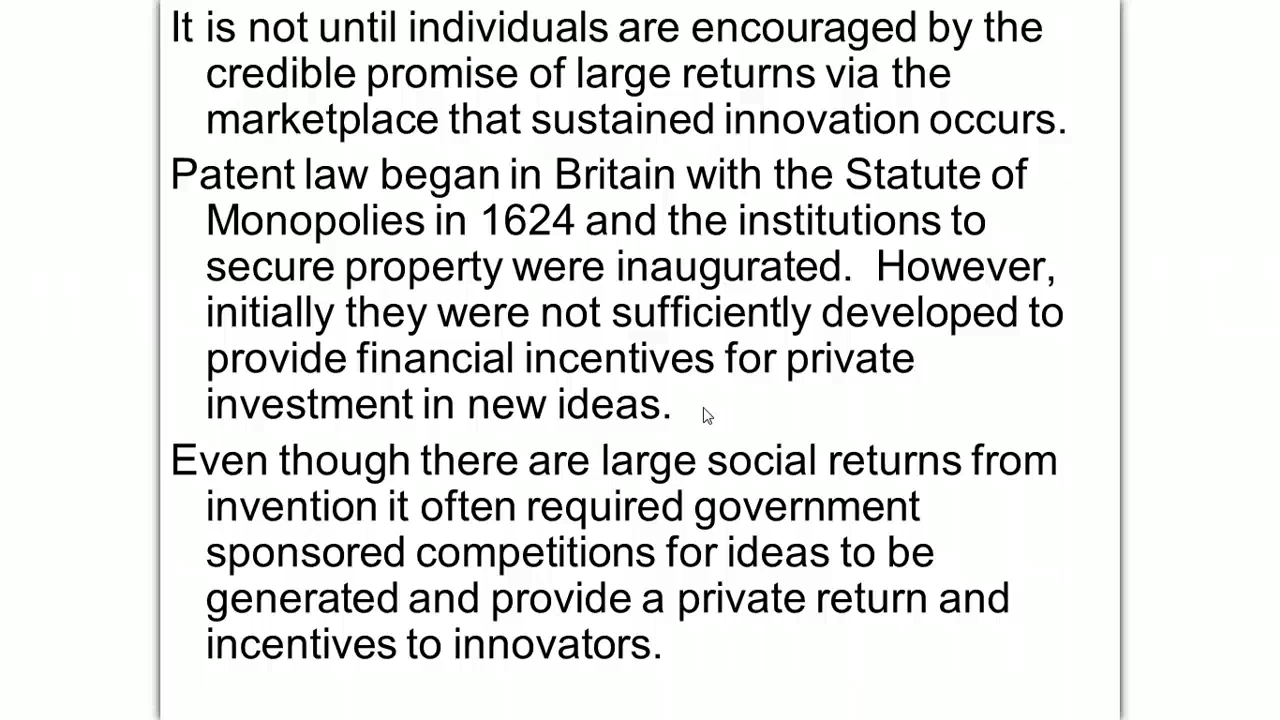 It is not until individuals are encouraged by the
credible promise of large returns via the
marketplace that sustained innovation occurs.
Patent law began in Britain with the Statute of
Monopolies in 1624 and the institutions to
secure property were inaugurated.  However,
initially they were not sufficiently developed to
provide financial incentives for private
investment in new ideas.
Even though there are large social returns from
invention it often required government
sponsored competitions for ideas to be
generated and provide a private return and
incentives to innovators.